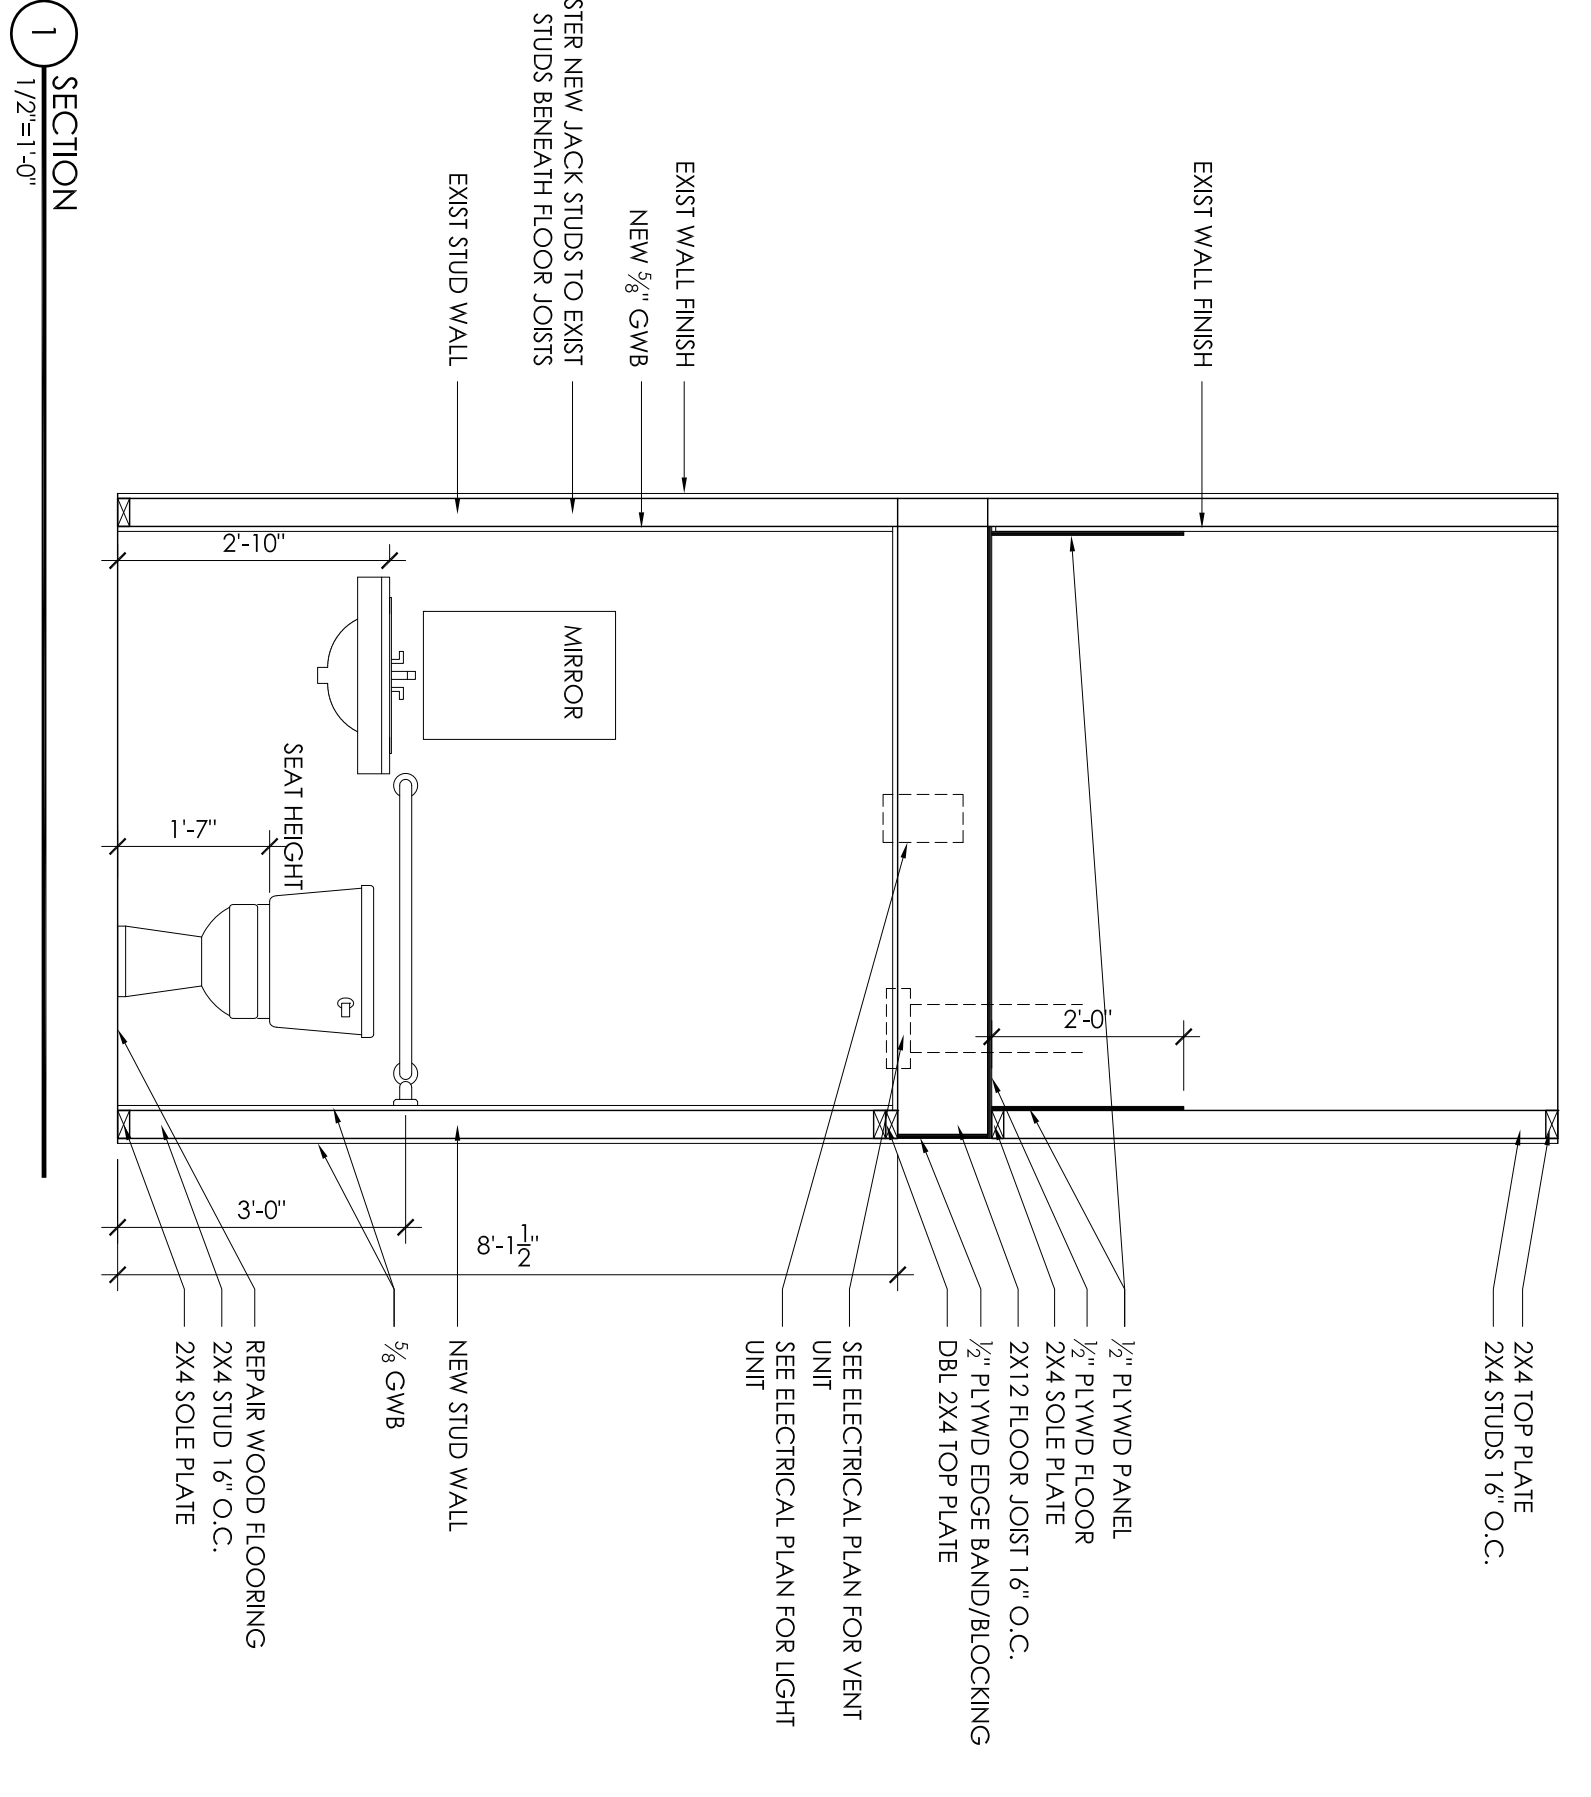 2X4 TOP PLATE
2X4 STUDS 16" O.C.
EXIST WALL FINISH
½" PLYWD PANEL
½" PLYWD FLOOR
2X4 SOLE PLATE
2X12 FLOOR JOIST 16" O.C.
½" PLYWD EDGE BAND/BLOCKING
DBL 2X4 TOP PLATE
2'-0"
SEE ELECTRICAL PLAN FOR VENT
UNIT
SEE ELECTRICAL PLAN FOR LIGHT
UNIT
EXIST WALL FINISH
NEW ⅝" GWB
STER NEW JACK STUDS TO EXIST
STUDS BENEATH FLOOR JOISTS
EXIST STUD WALL
MIRROR
8'-1½"
NEW STUD WALL
⅝ GWB
2'-10"
SEAT HEIGHT
1'-7"
3'-0"
REPAIR WOOD FLOORING
2X4 STUD 16" O.C.
2X4 SOLE PLATE
1
SECTION
1/2"=1'-0"